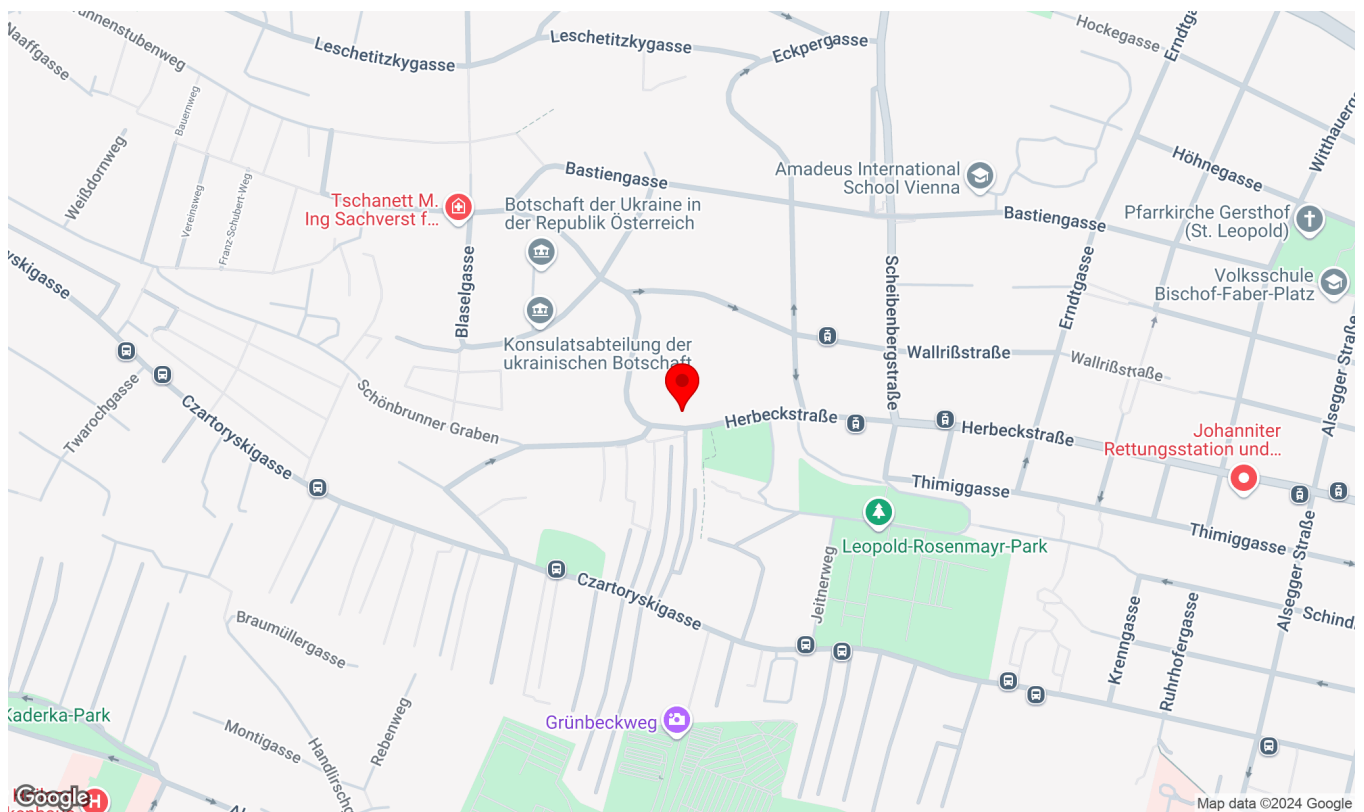 Leschetitzkygasse
Leschetitzkygasse
Eckpergasse
Hockegasse
Erndtgasse
Naaffgasse
Bauernweg
Weißdornweg
Vereinsweg
Franz-Schubert-Weg
Bastiengasse
Amadeus International
School Vienna
Höhnegasse
Tschanett M.
Ing Sachverst f...
Botschaft der Ukraine in
der Republik Österreich
Bastiengasse
Pfarrkirche Gersthof
(St. Leopold)
Volksschule
Bischof-Faber-Platz
Blaselgasse
Scheibenbergstraße
Erndtgasse
Konsulatsabteilung der
ukrainischen Botschaft
Wallrißstraße
Wallrißstraße
Alsegger Straße
Twarochgasse
Schönbrunner Graben
Czartoryskigasse
Herbeckstraße
Herbeckstraße
Johanniter
Rettungsstation und...
Thimiggasse
Thimiggasse
Leopold-Rosenmayr-Park
Jeitnerweg
Czartoryskigasse
Alsegger Straße
Braumüllergasse
Krenngasse
Ruhrhofergasse
Grünbeckweg
Montigasse
Rebenweg
Google
Map data ©2024 Google